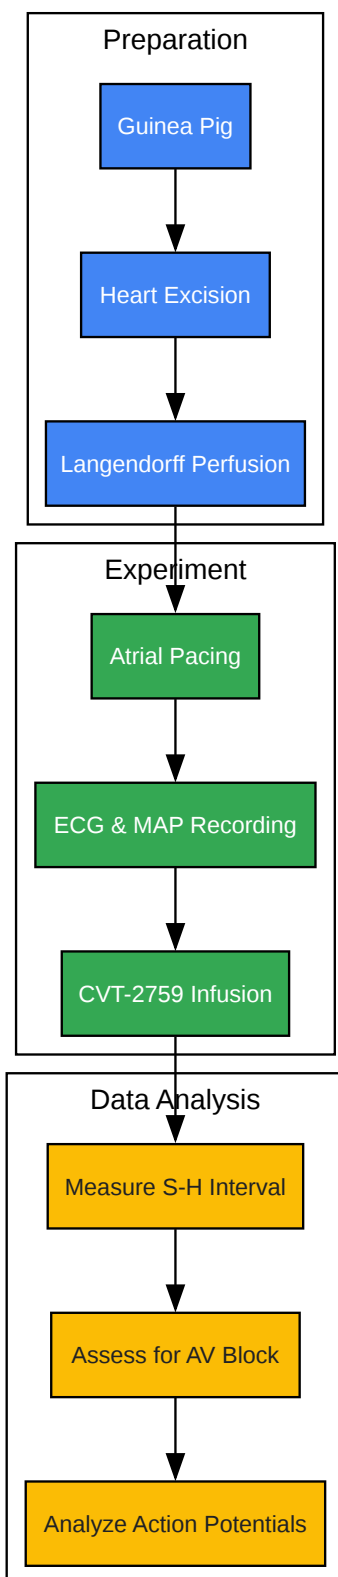 Preparation
Guinea Pig
Heart Excision
Langendorff Perfusion
Experiment
Atrial Pacing
ECG & MAP Recording
CVT-2759 Infusion
Data Analysis
Measure S-H Interval
Assess for AV Block
Analyze Action Potentials